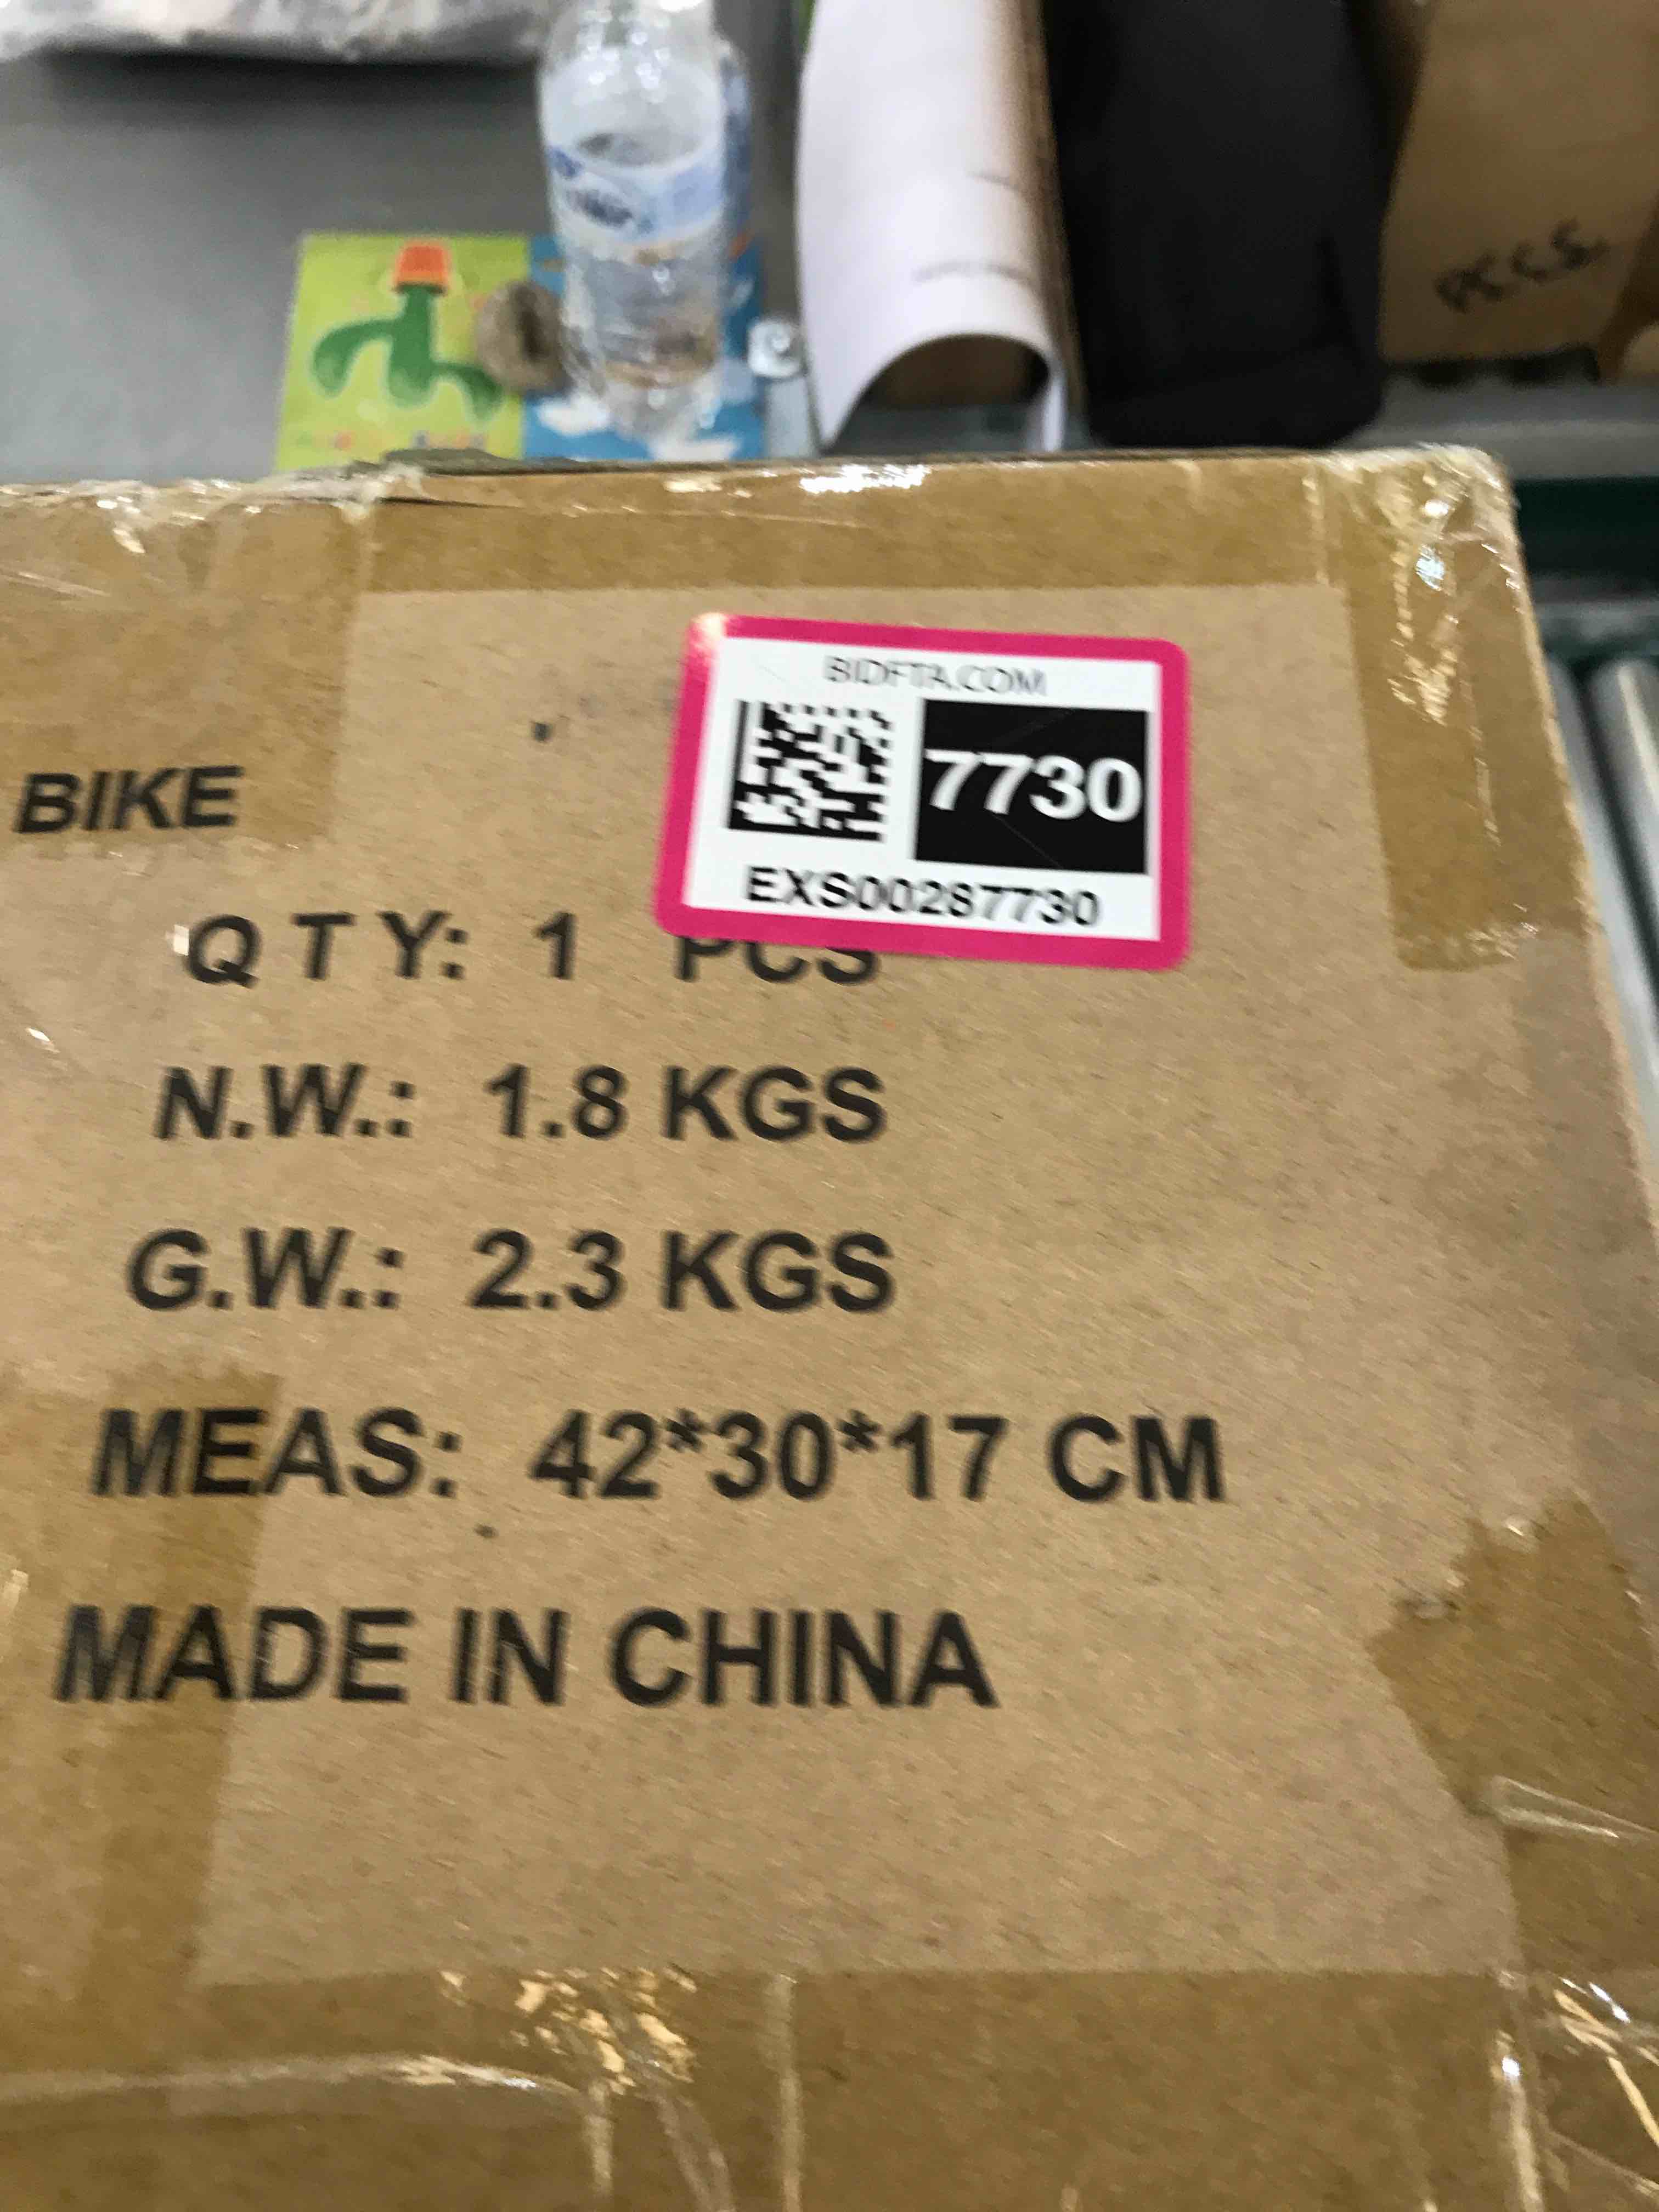 BIDFTA.COM
7730
EXS00287730
BIKE
QTY: 1 PCS
N.W.: 1.8 KGS
G.W.: 2.3 KGS
MEAS: 42*30*17 CM
MADE IN CHINA